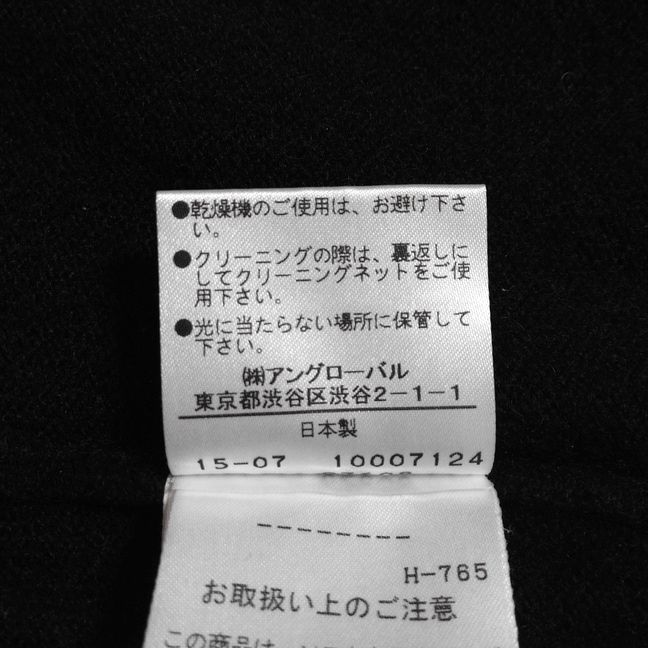 ●乾燥機のご使用は、お避け下さ
い。
●クリーニングの際は、裏返しに
してクリーニングネットをご使
用下さい。
●光に当たらない場所に保管して
下さい。
㈱アングローバル
東京都渋谷区渋谷2-1-1
日本製
15-07 10007124
--------
H-765
お取扱い上のご注意
この商品は